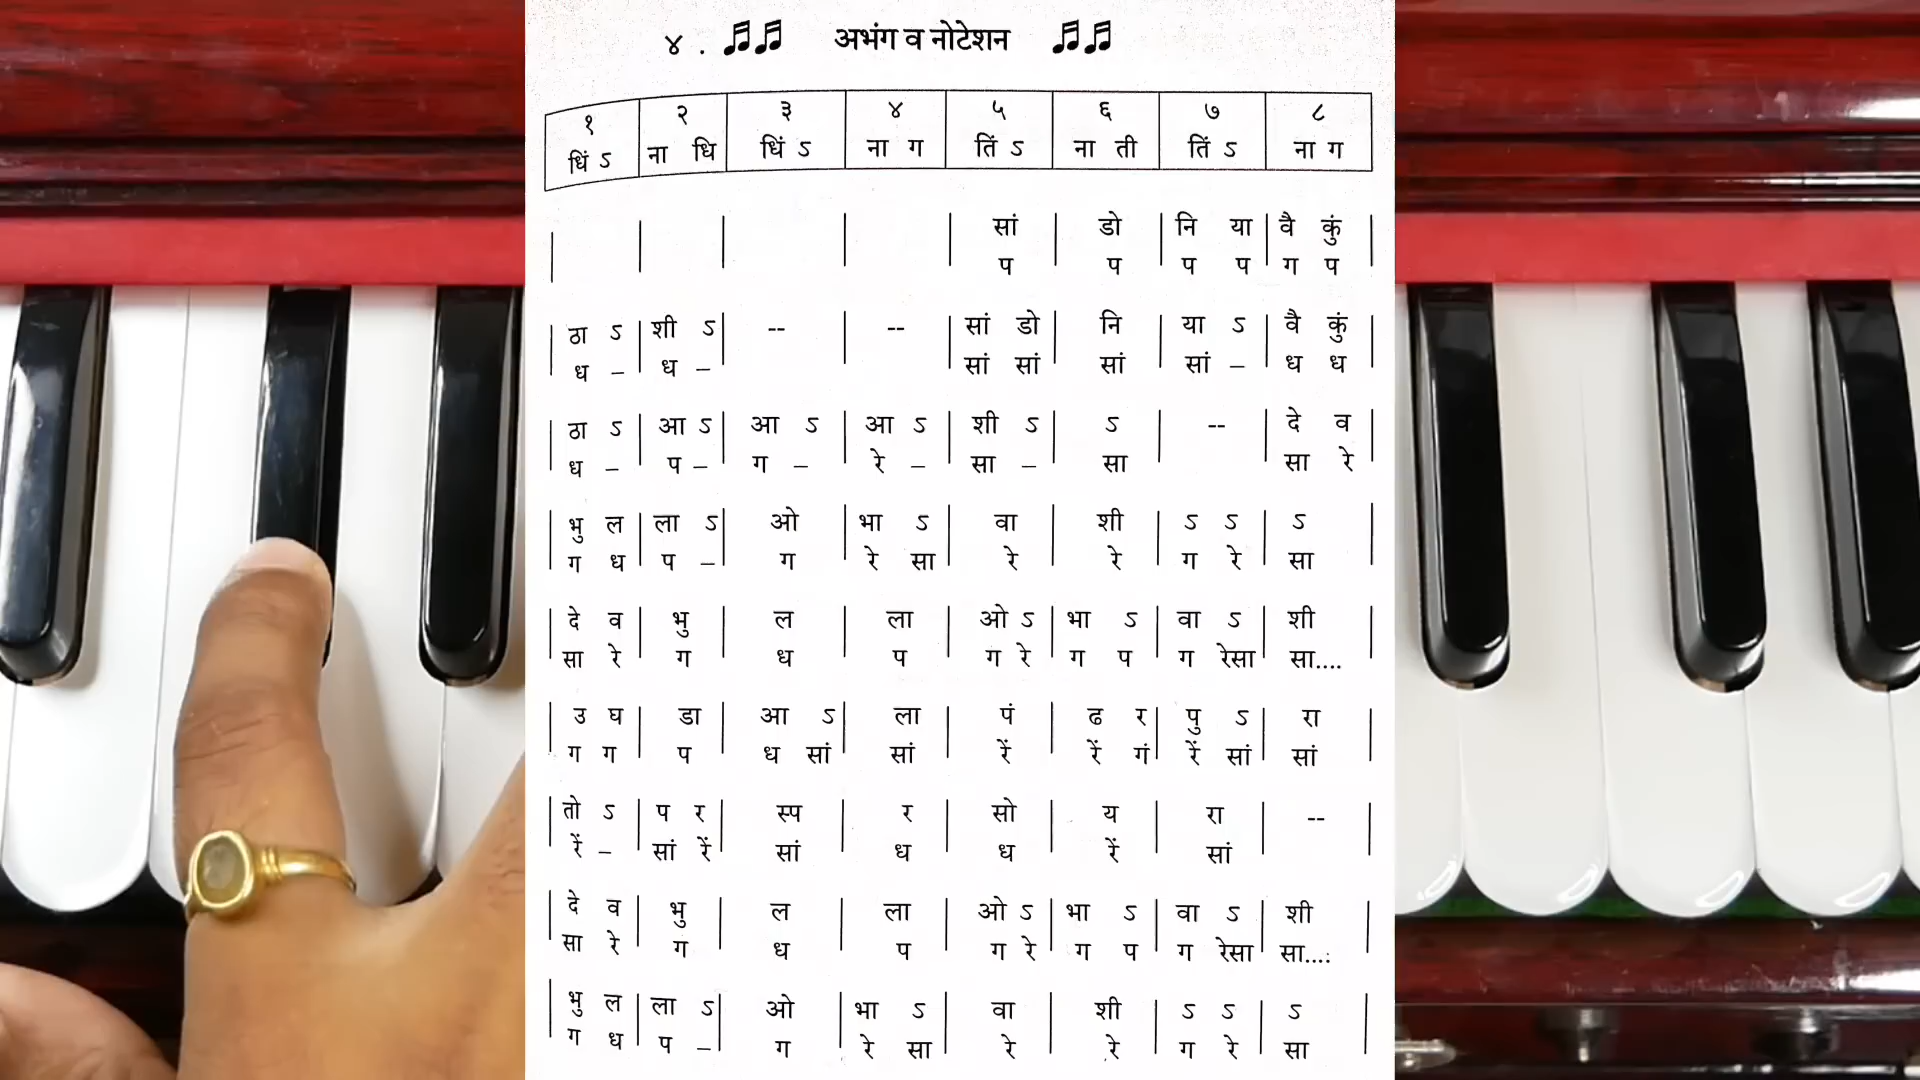 ४ . अभंग व नोटेशन
१ २ ३ ४ ५ ६ ७ ८
धिं ऽ ना धि धिं ऽ ना ग तिं ऽ ना ती तिं ऽ ना ग
| | | | सां | डो | नि या | वै कुं |
प प प प ग प
| ठा ऽ | शी ऽ | -- | -- | सां डो | नि | या ऽ | वै कुं |
ध – ध – सां सां सां सां – ध ध
| ठा ऽ | आ ऽ | आ ऽ | आ ऽ | शी ऽ | ऽ | -- | दे व |
ध – प – ग – रे – सा – सा सा रे
| भु ल | ला ऽ | ओ | भा ऽ | वा | शी | ऽ ऽ | ऽ |
ग ध प – ग रे सा रे रे ग रे सा
| दे व | भु | ल | ला | ओ ऽ | भा ऽ | वा ऽ | शी |
सा रे ग ध प ग रे ग प ग रेसा सा....
| उ घ | डा | आ ऽ | ला | पं | ढ र | पु ऽ | रा |
ग ग प ध सां सां रें रें गं रें सां सां
| तो ऽ | प र | स्प | र | सो | य | रा | -- |
रें – सां रें सां ध ध रें सां
| दे व | भु | ल | ला | ओ ऽ | भा ऽ | वा ऽ | शी |
सा रे ग ध प ग रे ग प ग रेसा सा....
| भु ल | ला ऽ | ओ | भा ऽ | वा | शी | ऽ ऽ | ऽ |
ग ध प – ग रे सा रे रे ग रे सा